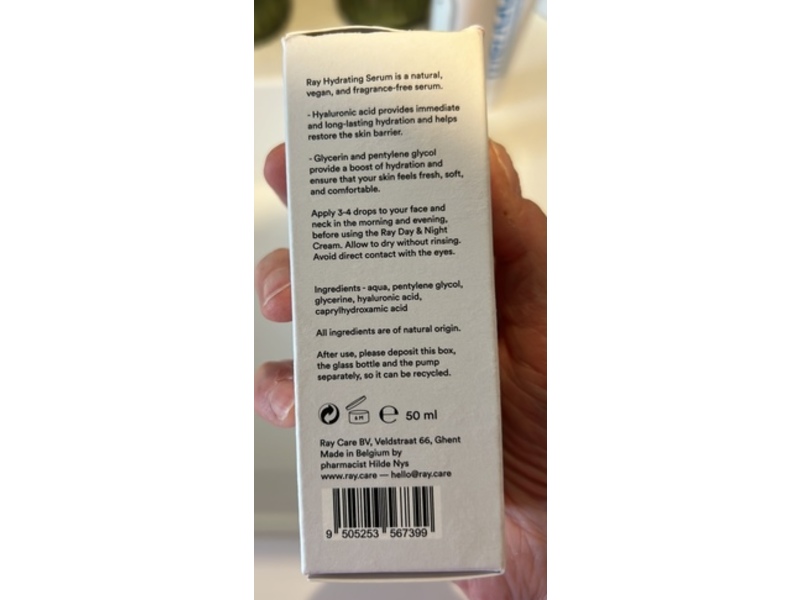 Ray Hydrating Serum is a natural,
vegan, and fragrance-free serum.
- Hyaluronic acid provides immediate
and long-lasting hydration and helps
restore the skin barrier.
- Glycerin and pentylene glycol
provide a boost of hydration and
ensure that your skin feels fresh, soft,
and comfortable.
Apply 3-4 drops to your face and
neck in the morning and evening,
before using the Ray Day & Night
Cream. Allow to dry without rinsing.
Avoid direct contact with the eyes.
Ingredients - aqua, pentylene glycol,
glycerine, hyaluronic acid,
caprylhydroxamic acid
All ingredients are of natural origin.
After use, please deposit this box,
the glass bottle and the pump
separately, so it can be recycled.
6 M e 50 ml
Ray Care BV, Veldstraat 66, Ghent
Made in Belgium by
pharmacist Hilde Nys
www.ray.care — hello@ray.care
9 505253 567399